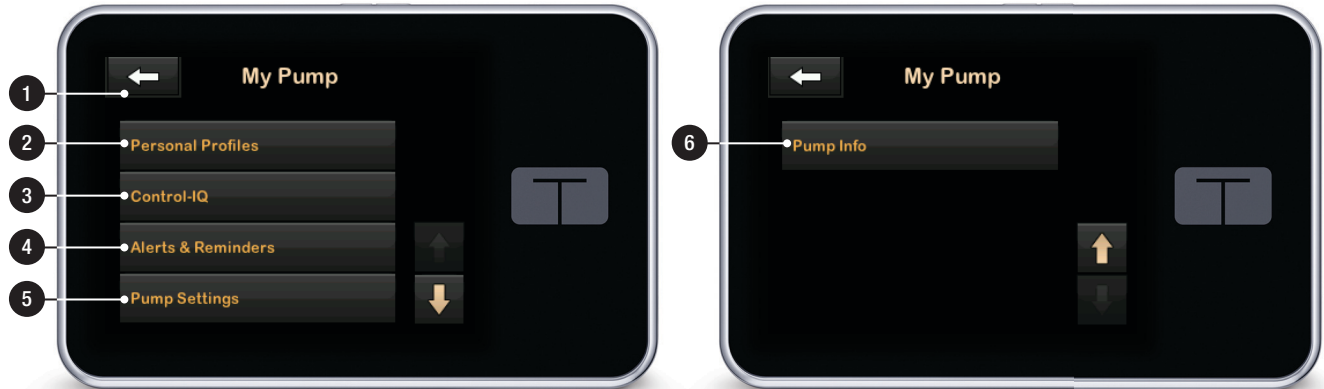 My Pump
1
2 Personal Profiles
3 Control-IQ
4 Alerts & Reminders
5 Pump Settings
My Pump
6 Pump Info